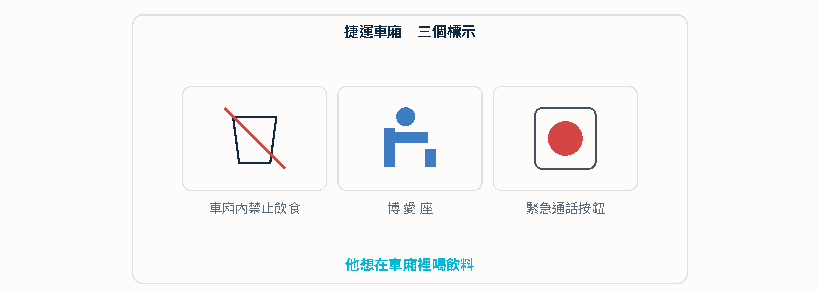 捷運車廂　三個標示
車內禁止飲食
博愛座
緊急通話按鈕
他想在車廂裡喝飲料